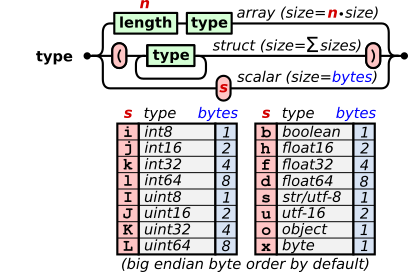 n
length type array (size=n•size)
type ( type struct (size=∑sizes) )
s scalar (size=bytes)
s type bytes s type bytes
i int8 1 b boolean 1
j int16 2 h float16 2
k int32 4 f float32 4
l int64 8 d float64 8
I uint8 1 s str/utf-8 1
J uint16 2 u utf-16 2
K uint32 4 o object 1
L uint64 8 x byte 1
(big endian byte order by default)